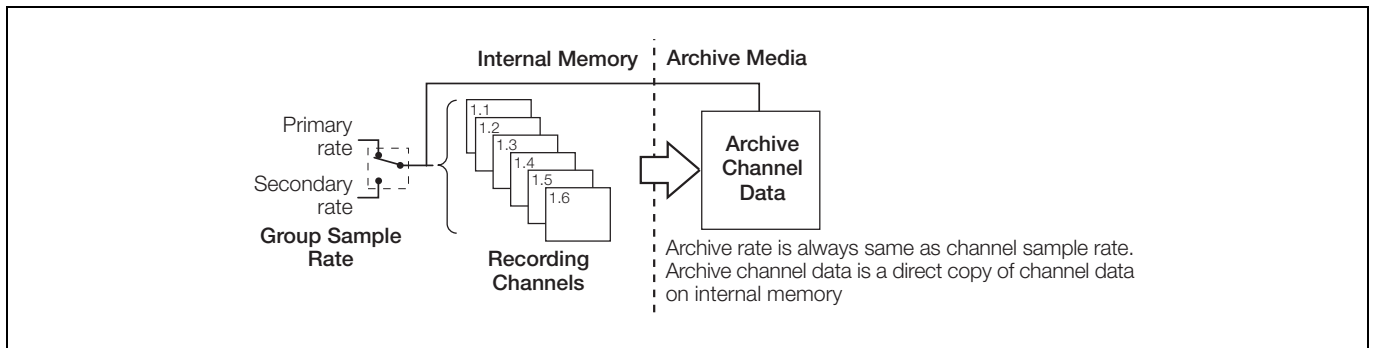 Internal Memory
Archive Media
Primary
rate
Secondary
rate
Group Sample
Rate
1.1
1.2
1.3
1.4
1.5
1.6
Recording
Channels
Archive
Channel
Data
Archive rate is always same as channel sample rate.
Archive channel data is a direct copy of channel data
on internal memory